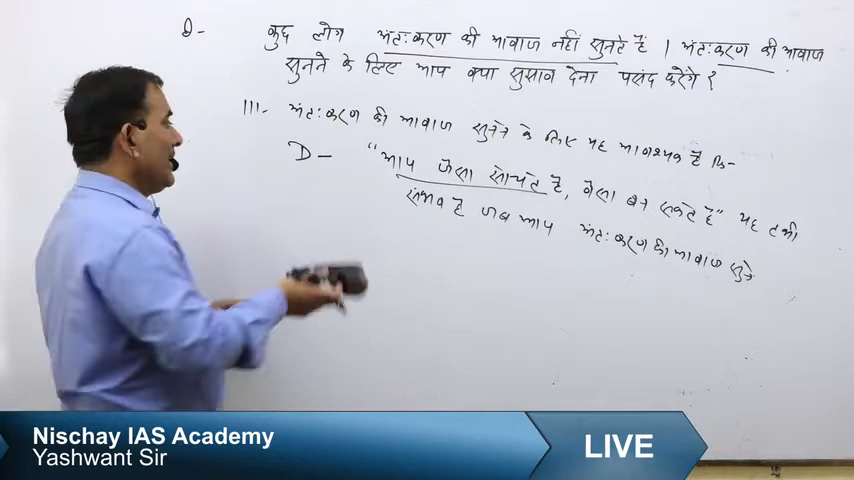 D- कुछ लोग अंतःकरण की आवाज नहीं सुनते हैं । अंतःकरण की आवाज
सुनने के लिए आप क्या सुझाव देना पसंद करेंगे ?
III- अंतःकरण की आवाज सुनने के लिए यह आवश्यक है कि-
D- "आप जैसा सोचते हैं, वैसा बन सकते हैं" यह तभी
संभव है जब आप अंतःकरण की आवाज सुने
Nischay IAS Academy
Yashwant Sir
LIVE